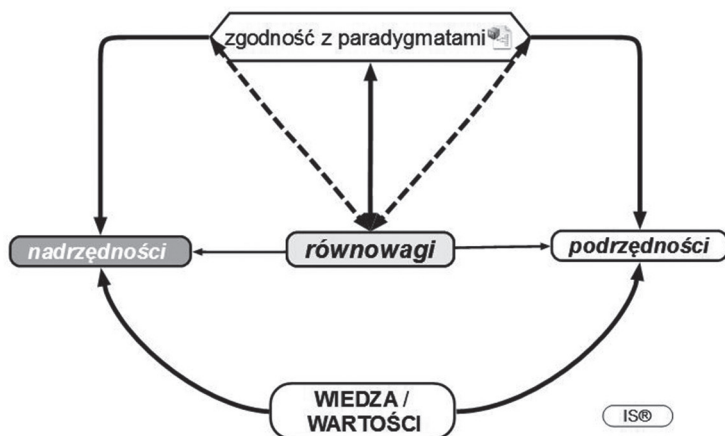 zgodność z paradygmatami
nadrzędności
równowagi
podrzędności
WIEDZA /
WARTOŚCI
IS®